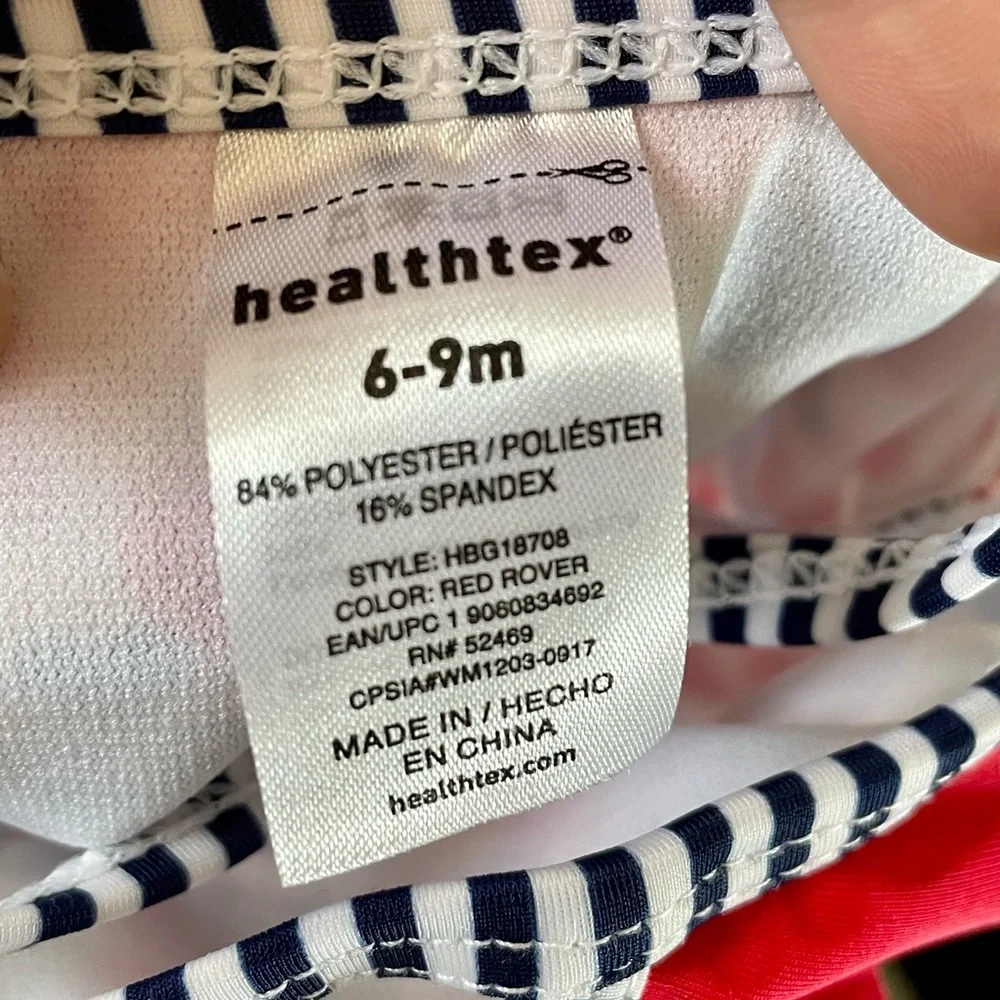 healthtex®
6-9m
84% POLYESTER / POLIÉSTER
16% SPANDEX
STYLE: HBG18708
COLOR: RED ROVER
EAN/UPC 1 9060834692
RN# 52469
CPSIA#WM1203-0917
MADE IN / HECHO
EN CHINA
healthtex.com